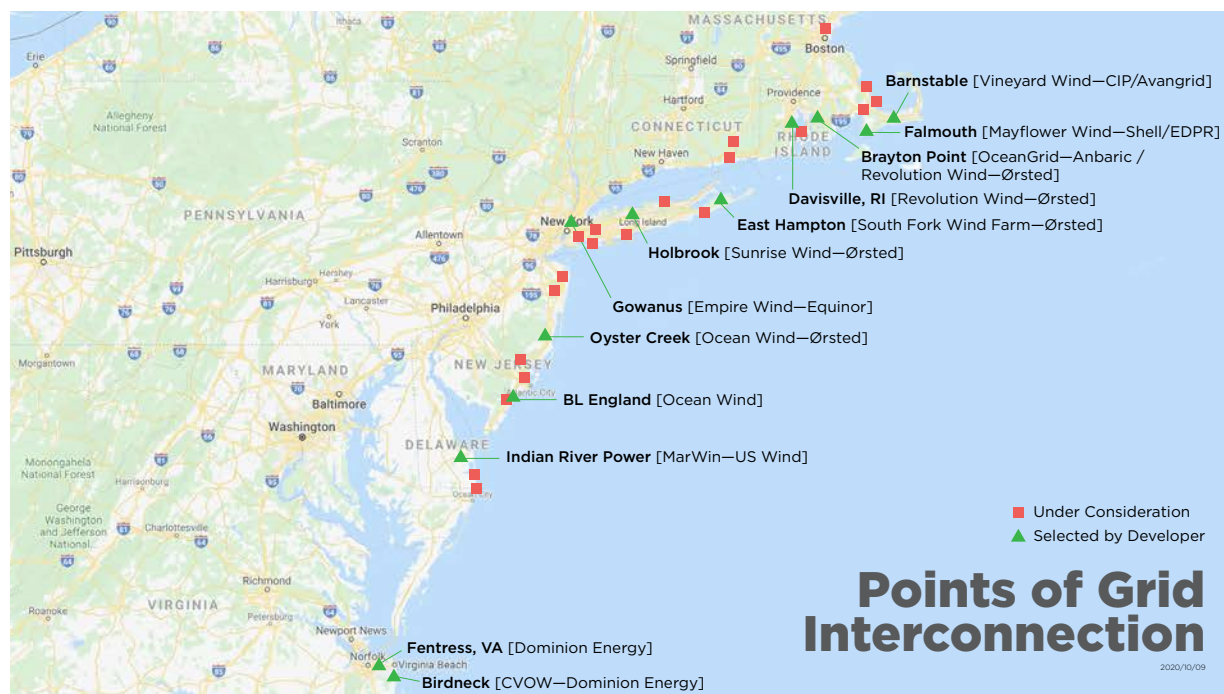 MASSACHUSETTS
Ithaca
Boston
Erie
Springfield
Barnstable [Vineyard Wind—CIP/Avangrid]
Providence
Hartford
Scranton
Allegheny
National Forest
CONNECTICUT
RHODE
ISLAND
Falmouth [Mayflower Wind—Shell/EDPR]
New Haven
Brayton Point [OceanGrid—Anbaric /
Revolution Wind—Ørsted]
Davisville, RI [Revolution Wind—Ørsted]
PENNSYLVANIA
New York
Long Island
East Hampton [South Fork Wind Farm—Ørsted]
Allentown
Pittsburgh
Holbrook [Sunrise Wind—Ørsted]
Harrisburg
Hershey
Lancaster
Gowanus [Empire Wind—Equinor]
Philadelphia
York
Oyster Creek [Ocean Wind—Ørsted]
Morgantown
NEW JERSEY
MARYLAND
Atlantic City
BL England [Ocean Wind]
Baltimore
Washington
DELAWARE
Indian River Power [MarWin—US Wind]
Monongahela
National Forest
Harrisonburg
Ocean City
George
Washington
and Jefferson
National...
Charlottesville
Under Consideration
Selected by Developer
Richmond
Points of Grid
Interconnection
2020/10/09
Roanoke
VIRGINIA
Petersburg
Newport News
Fentress, VA [Dominion Energy]
Norfolk
Virginia Beach
Birdneck [CVOW—Dominion Energy]